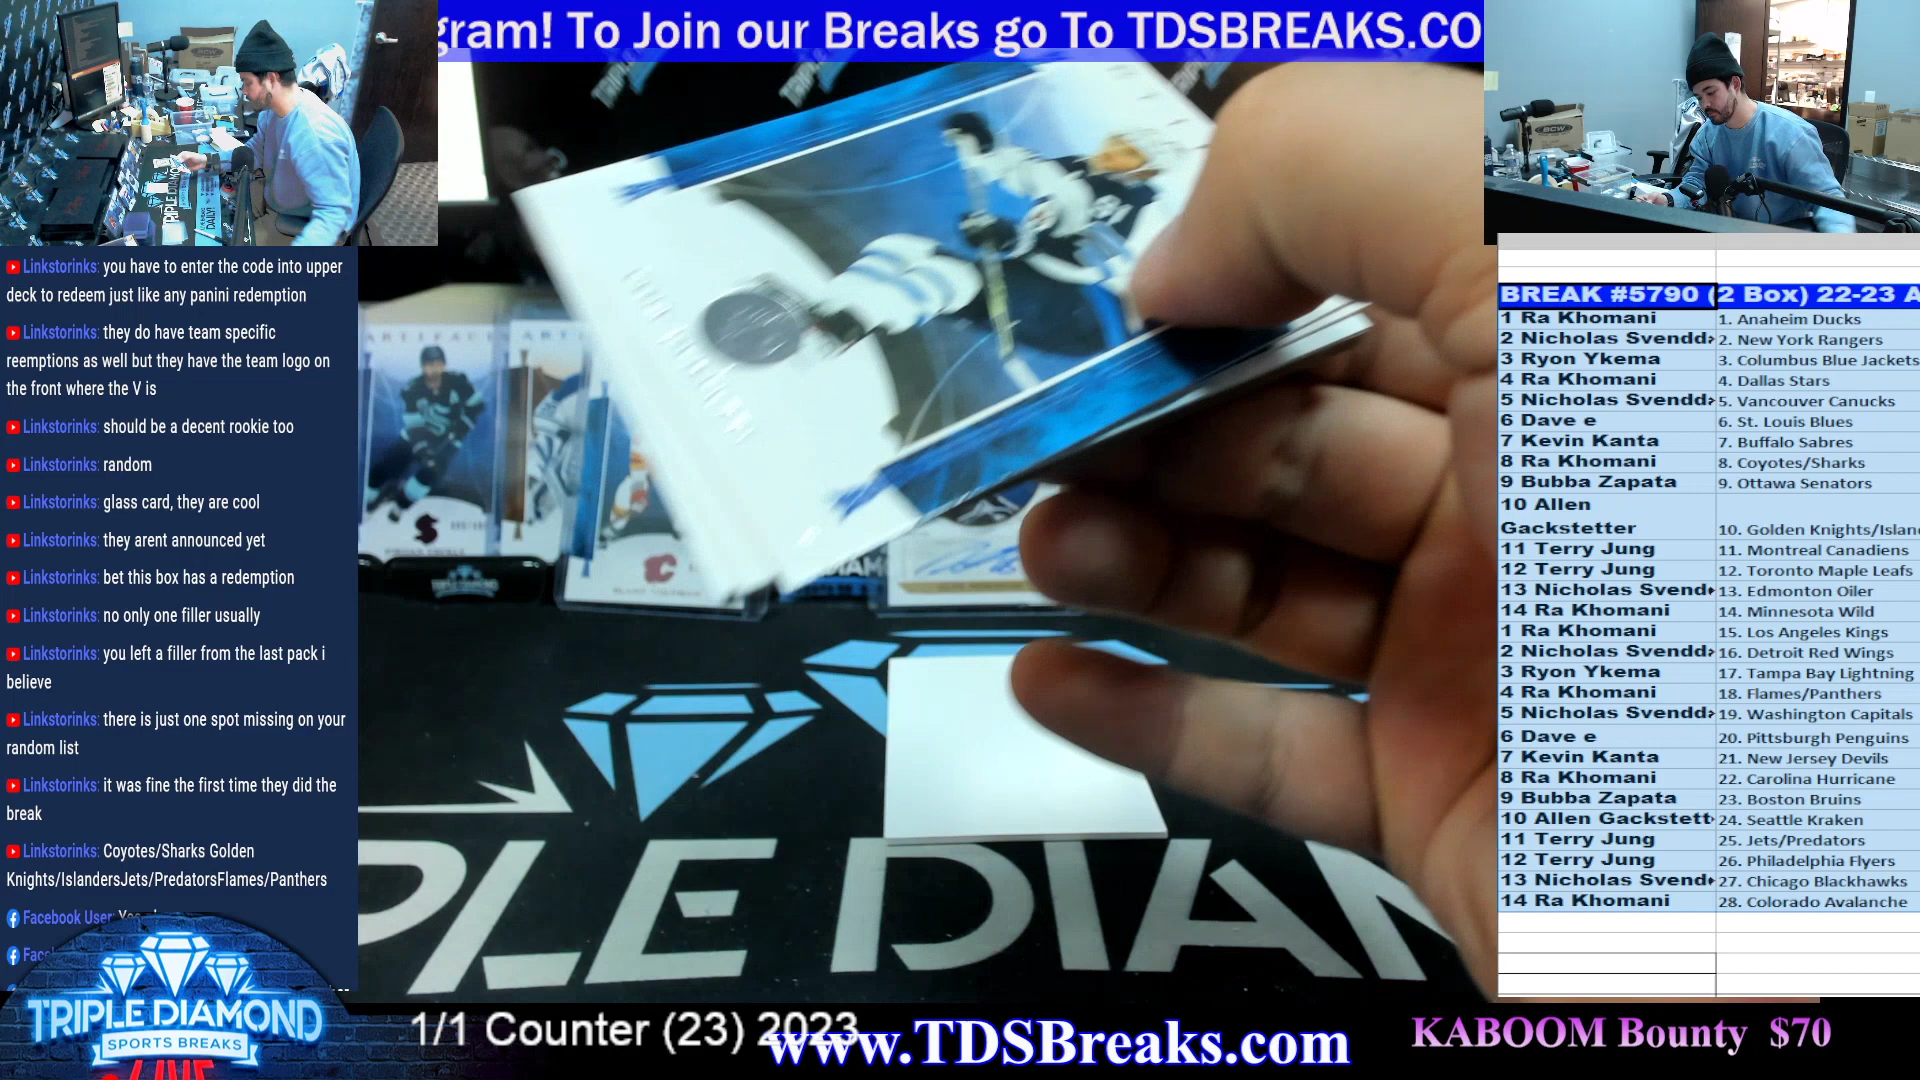 gram! To Join our Breaks go To TDSBREAKS.CO
Linkstorinks: you have to enter the code into upper
deck to redeem just like any panini redemption
Linkstorinks: they do have team specific
reemptions as well but they have the team logo on
the front where the V is
Linkstorinks: should be a decent rookie too
Linkstorinks: random
Linkstorinks: glass card, they are cool
Linkstorinks: they arent announced yet
Linkstorinks: bet this box has a redemption
Linkstorinks: no only one filler usually
Linkstorinks: you left a filler from the last pack i
believe
Linkstorinks: there is just one spot missing on your
random list
Linkstorinks: it was fine the first time they did the
break
Linkstorinks: Coyotes/Sharks Golden
Knights/IslandersJets/PredatorsFlames/Panthers
Facebook User:
TRIPLE DIAMOND
SPORTS BREAKS
LIVE
BREAK #5790 (2 Box) 22-23 A
1 Ra Khomani 1. Anaheim Ducks
2 Nicholas Svendd 2. New York Rangers
3 Ryon Ykema 3. Columbus Blue Jackets
4 Ra Khomani 4. Dallas Stars
5 Nicholas Svendd 5. Vancouver Canucks
6 Dave e 6. St. Louis Blues
7 Kevin Kanta 7. Buffalo Sabres
8 Ra Khomani 8. Coyotes/Sharks
9 Bubba Zapata 9. Ottawa Senators
10 Allen
Gackstetter 10. Golden Knights/Islan
11 Terry Jung 11. Montreal Canadiens
12 Terry Jung 12. Toronto Maple Leafs
13 Nicholas Svend 13. Edmonton Oiler
14 Ra Khomani 14. Minnesota Wild
1 Ra Khomani 15. Los Angeles Kings
2 Nicholas Svendd 16. Detroit Red Wings
3 Ryon Ykema 17. Tampa Bay Lightning
4 Ra Khomani 18. Flames/Panthers
5 Nicholas Svendd 19. Washington Capitals
6 Dave e 20. Pittsburgh Penguins
7 Kevin Kanta 21. New Jersey Devils
8 Ra Khomani 22. Carolina Hurricane
9 Bubba Zapata 23. Boston Bruins
10 Allen Gackstett 24. Seattle Kraken
11 Terry Jung 25. Jets/Predators
12 Terry Jung 26. Philadelphia Flyers
13 Nicholas Svend 27. Chicago Blackhawks
14 Ra Khomani 28. Colorado Avalanche
PLE DIAM
1/1 Counter (23) 2023
www.TDSBreaks.com
KABOOM Bounty $70